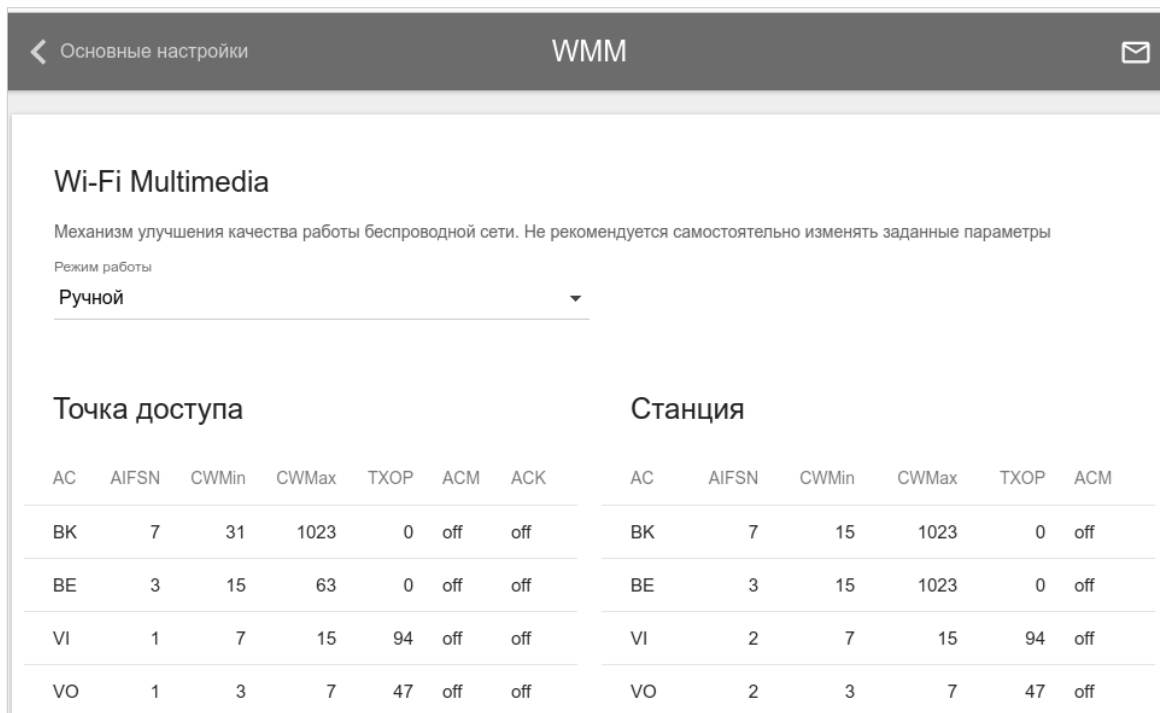 Основные настройки WMM
Wi-Fi Multimedia
Механизм улучшения качества работы беспроводной сети. Не рекомендуется самостоятельно изменять заданные параметры
Режим работы
Ручной
Точка доступа
AC AIFSN CWMin CWMax TXOP ACM ACK
BK 7 31 1023 0 off off
BE 3 15 63 0 off off
VI 1 7 15 94 off off
VO 1 3 7 47 off off
Станция
AC AIFSN CWMin CWMax TXOP ACM
BK 7 15 1023 0 off
BE 3 15 1023 0 off
VI 2 7 15 94 off
VO 2 3 7 47 off